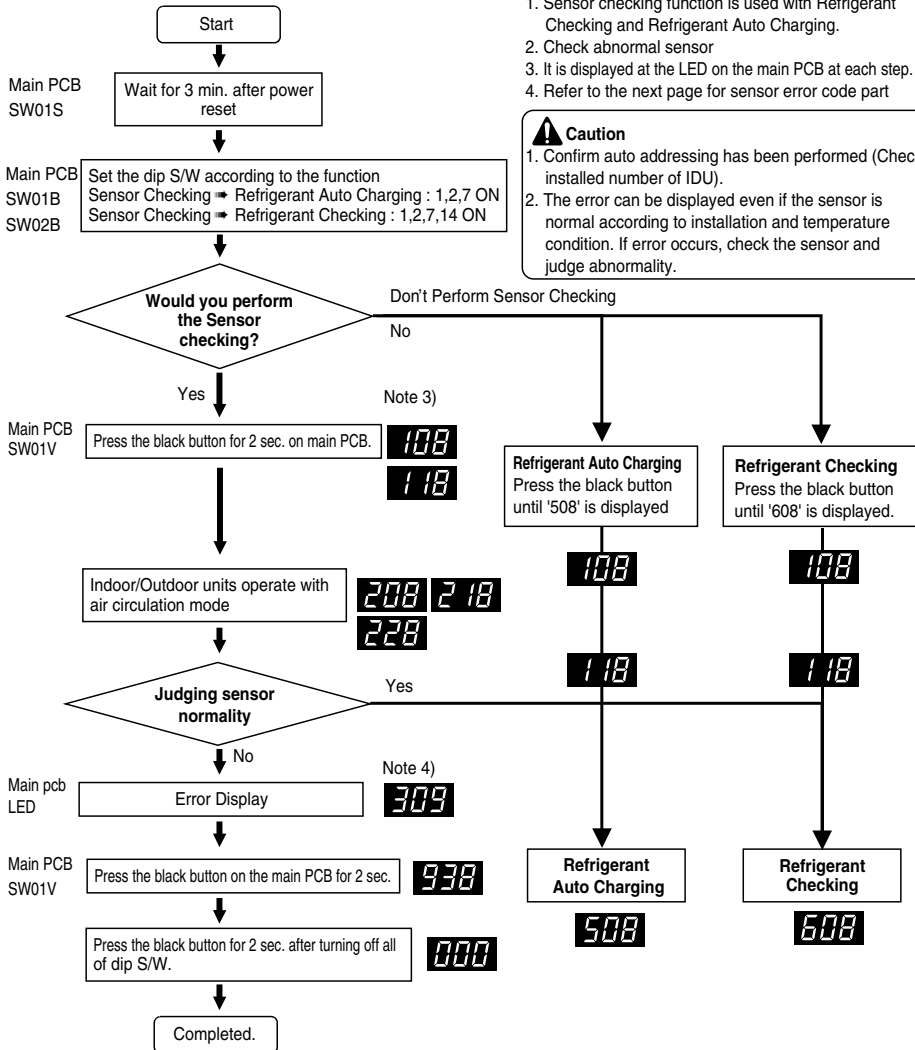 Start
1. Sensor checking function is used with Refrigerant
Checking and Refrigerant Auto Charging.
2. Check abnormal sensor
3. It is displayed at the LED on the main PCB at each step.
4. Refer to the next page for sensor error code part
Main PCB
SW01S
Wait for 3 min. after power
reset
Caution
1. Confirm auto addressing has been performed (Chec
installed number of IDU).
2. The error can be displayed even if the sensor is
normal according to installation and temperature
condition. If error occurs, check the sensor and
judge abnormality.
Main PCB
SW01B
SW02B
Set the dip S/W according to the function
Sensor Checking ➠ Refrigerant Auto Charging : 1,2,7 ON
Sensor Checking ➠ Refrigerant Checking : 1,2,7,14 ON
Would you perform
the Sensor
checking?
Don't Perform Sensor Checking
No
Yes
Note 3)
Main PCB
SW01V
Press the black button for 2 sec. on main PCB.
108
118
Refrigerant Auto Charging
Press the black button
until '508' is displayed
Refrigerant Checking
Press the black button
until '608' is displayed.
108
108
Indoor/Outdoor units operate with
air circulation mode
208 218
228
118
118
Judging sensor
normality
Yes
No
Note 4)
Main pcb
LED
Error Display
309
Main PCB
SW01V
Press the black button on the main PCB for 2 sec.
938
Refrigerant
Auto Charging
508
Refrigerant
Checking
608
Press the black button for 2 sec. after turning off all
of dip S/W.
000
Completed.